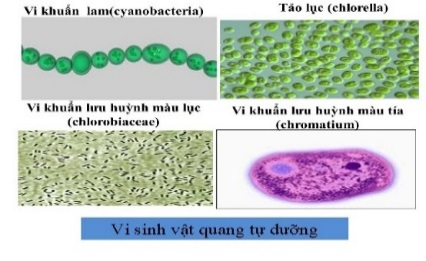 Vi khuẩn lam(cyanobacteria)
Tảo lục (chlorella)
Vi khuẩn lưu huỳnh màu lục
(chlorobiaceae)
Vi khuẩn lưu huỳnh màu tía
(chromatium)
Vi sinh vật quang tự dưỡng